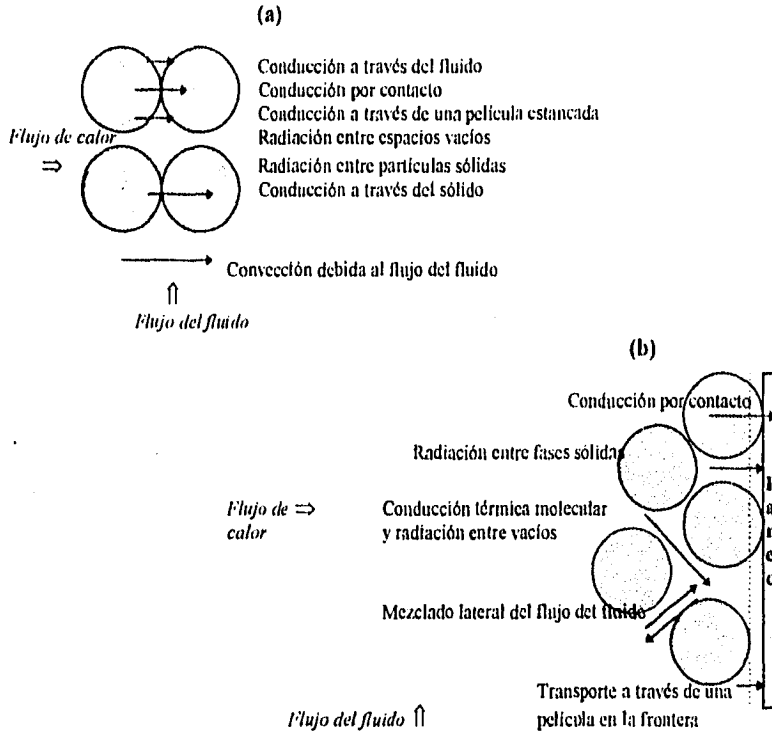 (a)
Conducción a través del fluido
Conducción por contacto
Conducción a través de una película estancada
Flujo de calor
Radiación entre espacios vacíos
⇒
Radiación entre partículas sólidas
Conducción a través del sólido
Convección debida al flujo del fluido
⇑
Flujo del fluido
(b)
Conducción por contacto
Radiación entre fases sólidas
Flujo de ⇒
calor
Conducción térmica molecular
y radiación entre vacíos
Mezclado lateral del flujo del fluido
Transporte a través de una
película en la frontera
Flujo del fluido ⇑